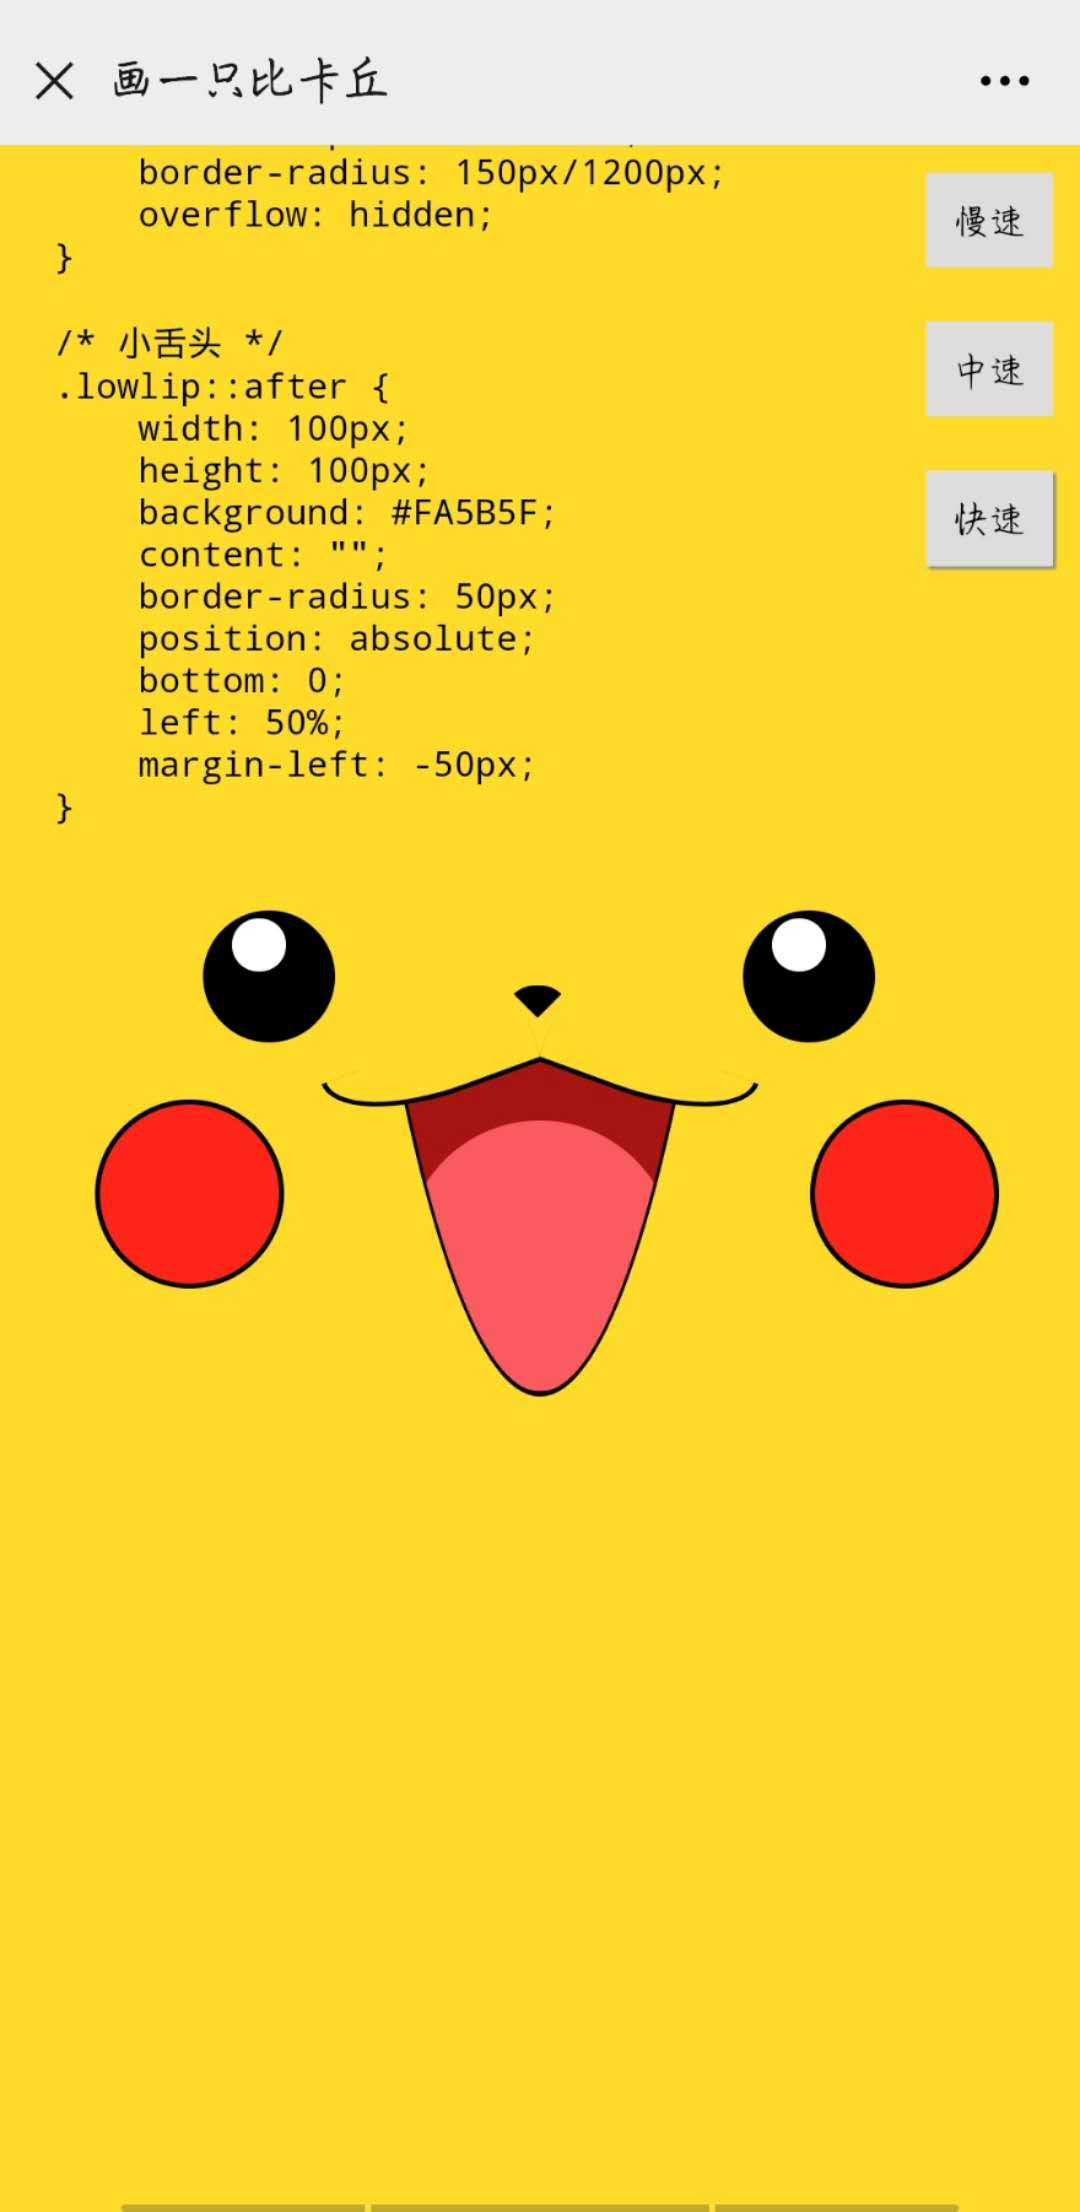 画一只比卡丘
border-radius: 150px/1200px;
overflow: hidden;
}
/* 小舌头 */
.lowlip::after {
width: 100px;
height: 100px;
background: #FA5B5F;
content: "";
border-radius: 50px;
position: absolute;
bottom: 0;
left: 50%;
margin-left: -50px;
}
慢速
中速
快速